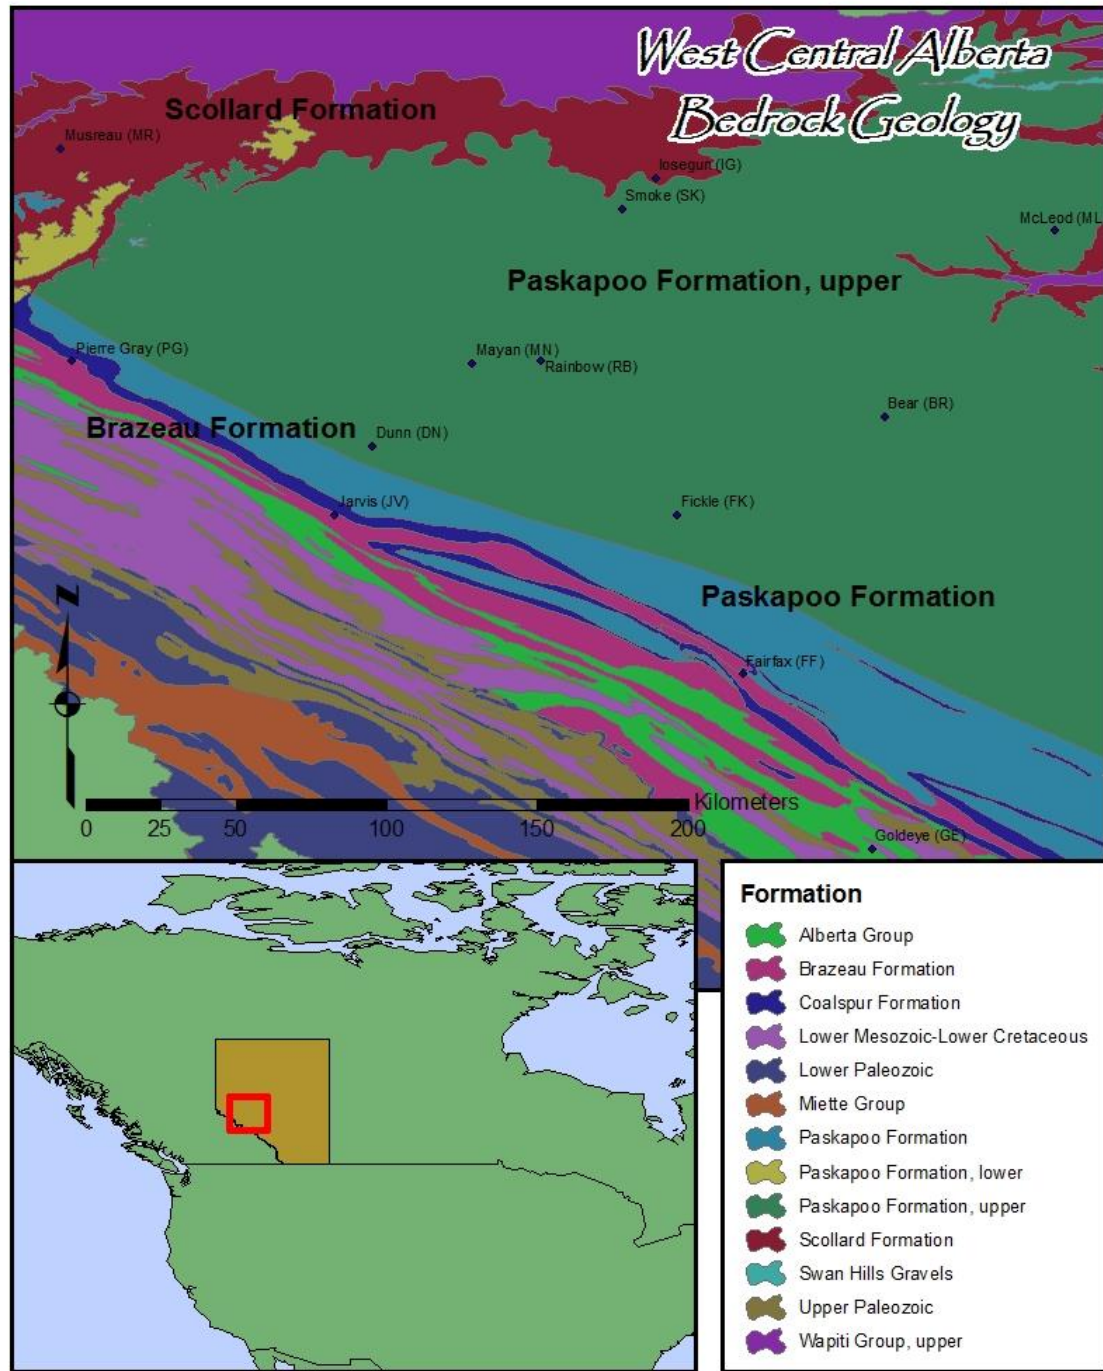 West Central Alberta
Bedrock Geology
Scollard Formation
Musreau (MR)
Iosegun (IG)
Smoke (SK)
McLeod (ML
Paskapoo Formation, upper
Pierre Gray (PG)
Mayan (MN)
Rainbow (RB)
Bear (BR)
Brazeau Formation
Dunn (DN)
Jarvis (JV)
Fickle (FK)
Paskapoo Formation
N
Fairfax (FF)
Kilometers
0 25 50 100 150 200
Goldeye (GE)
Formation
Alberta Group
Brazeau Formation
Coalspur Formation
Lower Mesozoic-Lower Cretaceous
Lower Paleozoic
Miette Group
Paskapoo Formation
Paskapoo Formation, lower
Paskapoo Formation, upper
Scollard Formation
Swan Hills Gravels
Upper Paleozoic
Wapiti Group, upper